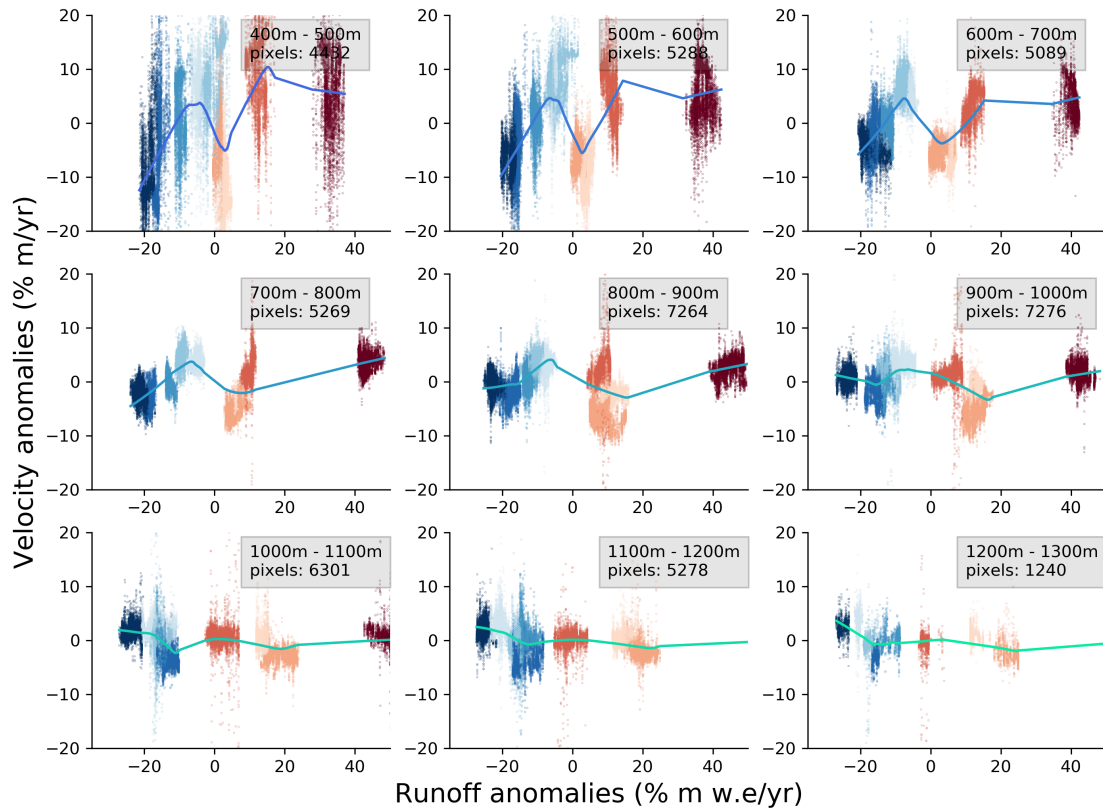 400m - 500m
pixels: 4432
500m - 600m
pixels: 5288
600m - 700m
pixels: 5089
20
10
0
−10
−20
−20 0 20 40
−20 0 20 40
−20 0 20 40
700m - 800m
pixels: 5269
800m - 900m
pixels: 7264
900m - 1000m
pixels: 7276
20
10
0
−10
−20
−20 0 20 40
−20 0 20 40
−20 0 20 40
1000m - 1100m
pixels: 6301
1100m - 1200m
pixels: 5278
1200m - 1300m
pixels: 1240
20
10
0
−10
−20
−20 0 20 40
−20 0 20 40
−20 0 20 40
20
10
0
−10
−20
20
10
0
−10
−20
20
10
0
−10
−20
20
10
0
−10
−20
20
10
0
−10
−20
20
10
0
−10
−20
Velocity anomalies (% m/yr)
Runoff anomalies (% m w.e/yr)